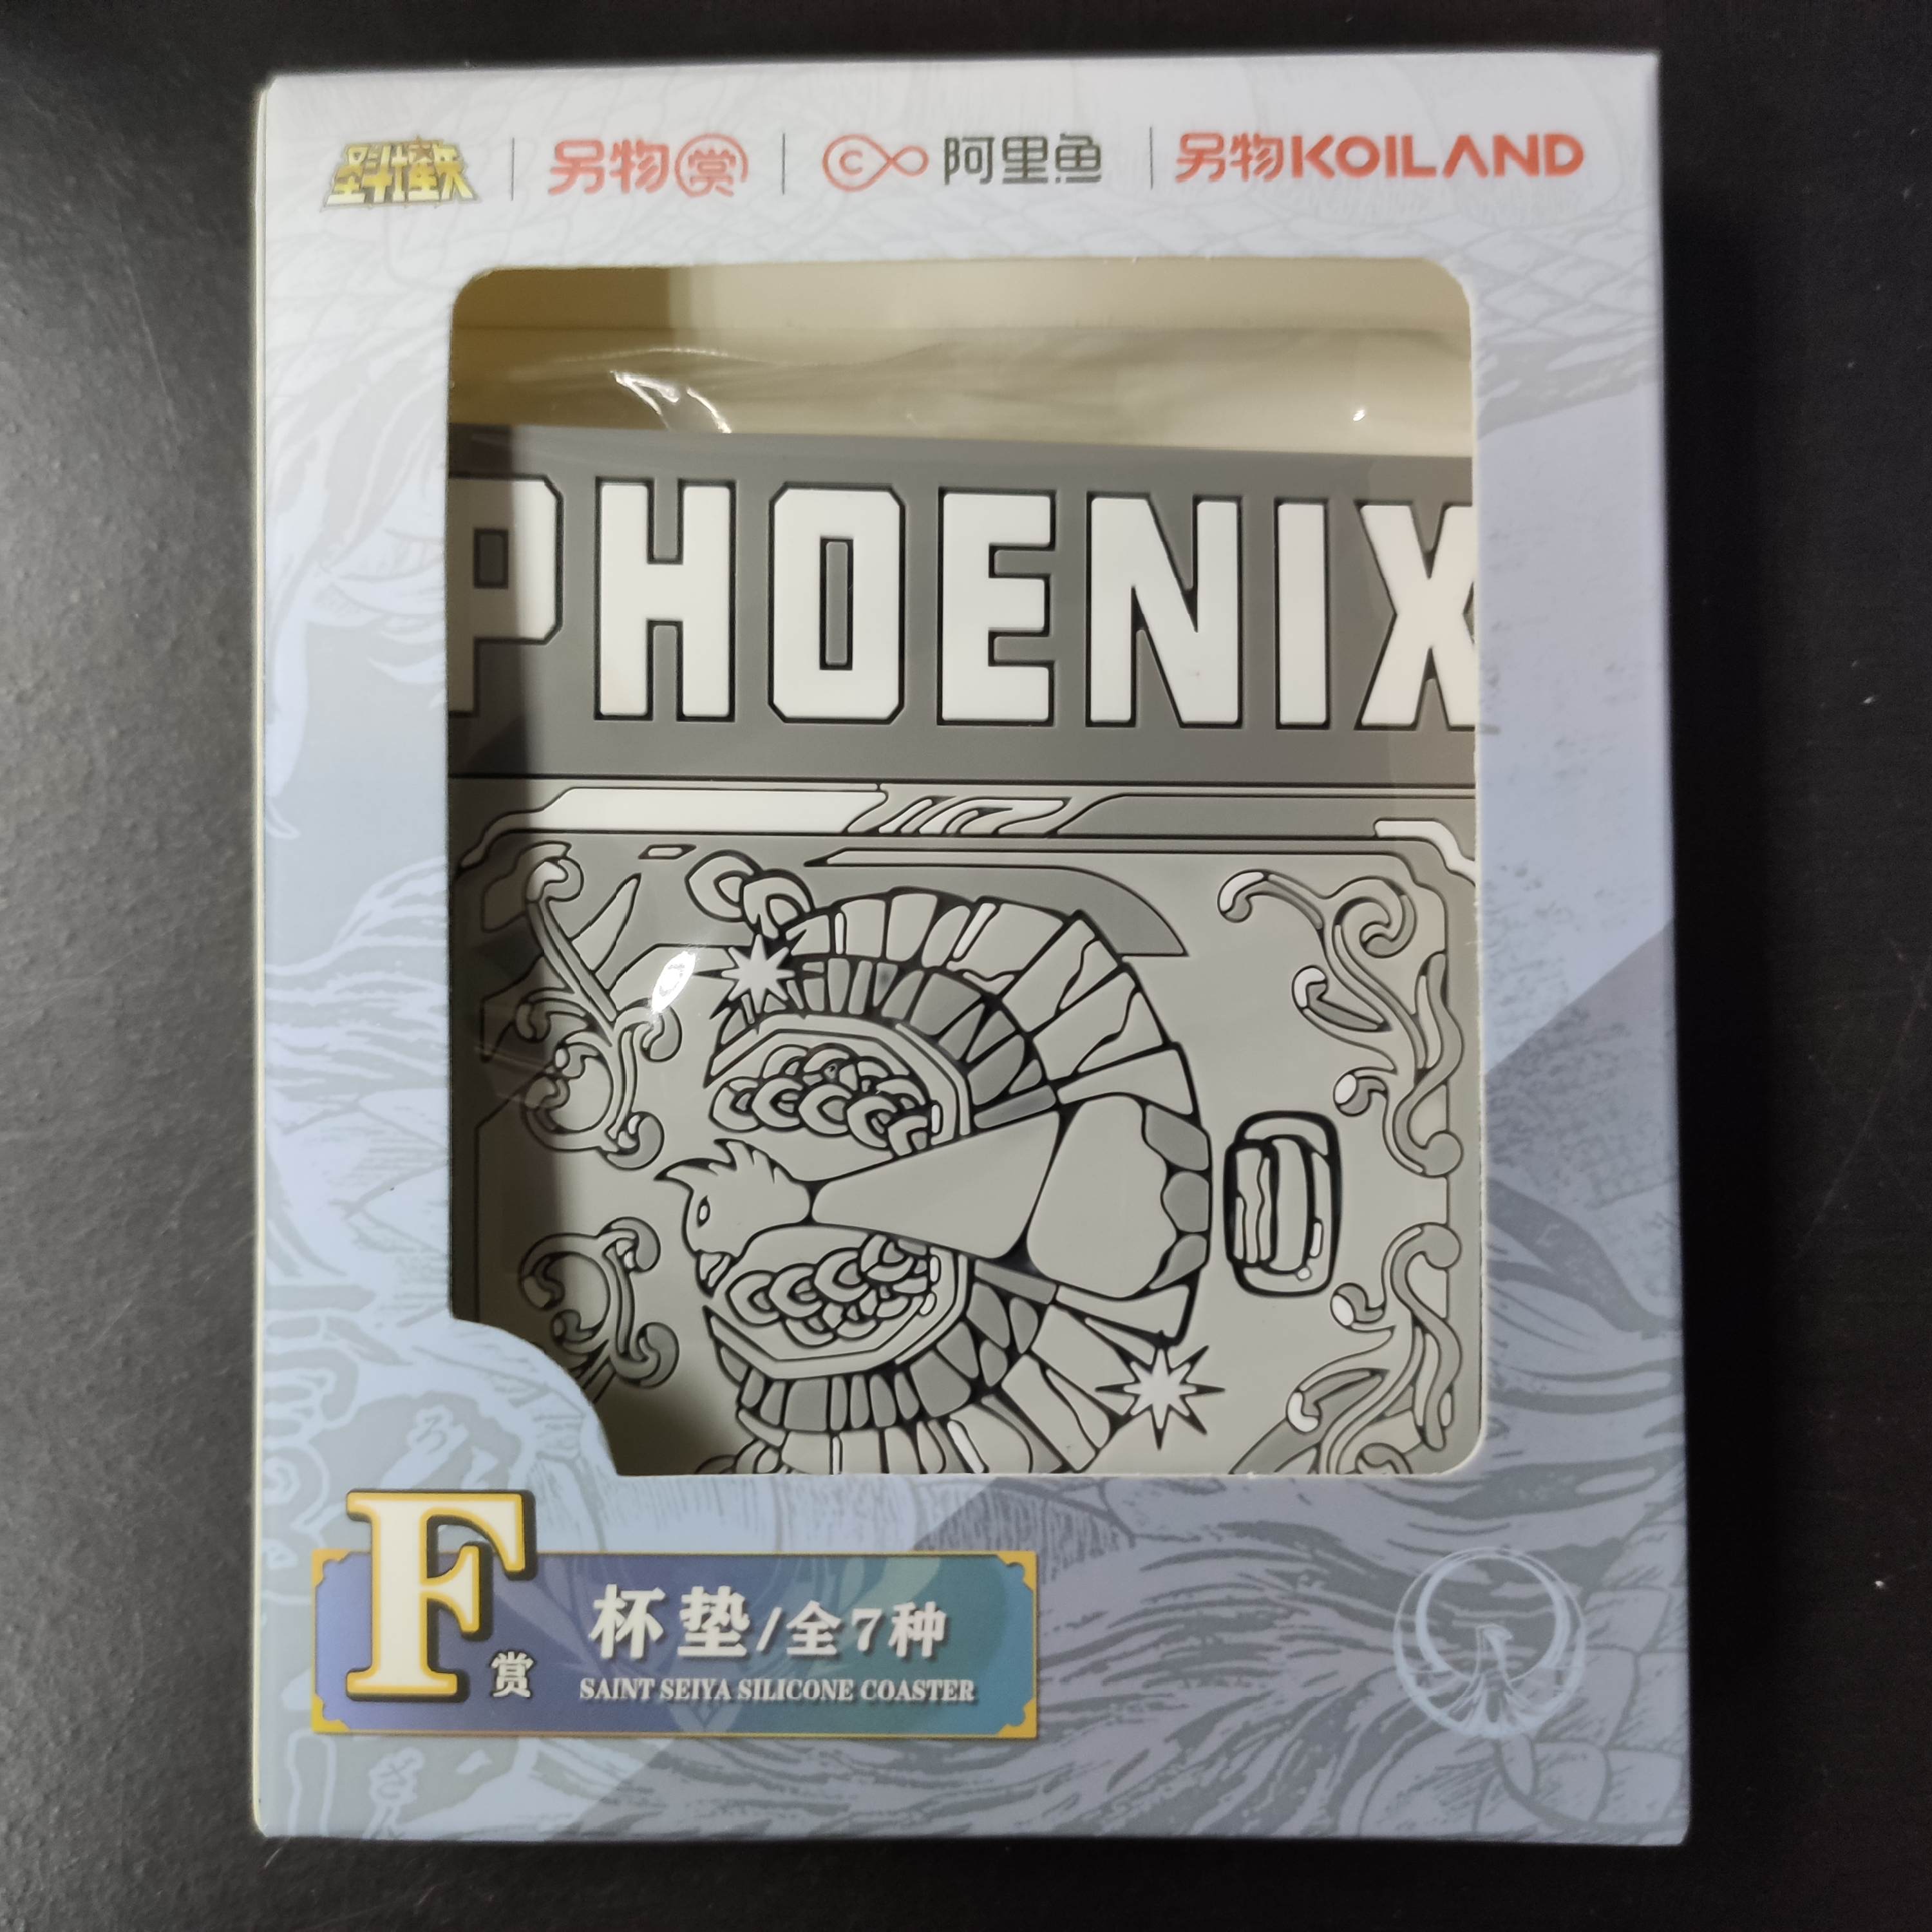 圣斗士星矢
另物赏
阿里鱼
另物KOILAND
PHOENIX
F赏
杯垫/全7种
SAINT SEIYA SILICONE COASTER